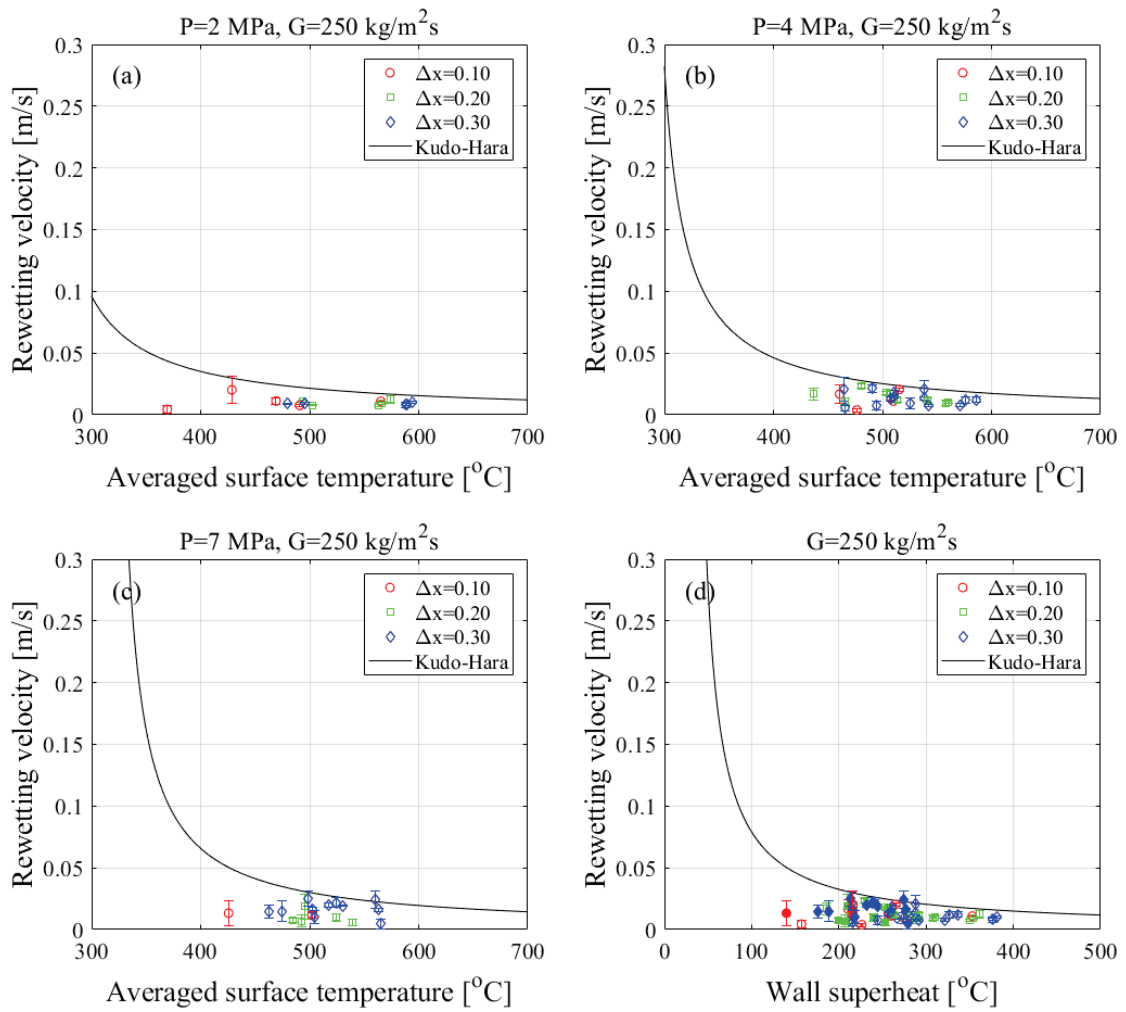 P=2 MPa, G=250 kg/m²s
(a)
Δx=0.10
Δx=0.20
Δx=0.30
Kudo-Hara
0.3
0.25
0.2
0.15
0.1
0.05
0
Rewetting velocity [m/s]
300 400 500 600 700
Averaged surface temperature [°C]
P=4 MPa, G=250 kg/m²s
(b)
Δx=0.10
Δx=0.20
Δx=0.30
Kudo-Hara
0.3
0.25
0.2
0.15
0.1
0.05
0
Rewetting velocity [m/s]
300 400 500 600 700
Averaged surface temperature [°C]
P=7 MPa, G=250 kg/m²s
(c)
Δx=0.10
Δx=0.20
Δx=0.30
Kudo-Hara
0.3
0.25
0.2
0.15
0.1
0.05
0
Rewetting velocity [m/s]
300 400 500 600 700
Averaged surface temperature [°C]
G=250 kg/m²s
(d)
Δx=0.10
Δx=0.20
Δx=0.30
Kudo-Hara
0.3
0.25
0.2
0.15
0.1
0.05
0
Rewetting velocity [m/s]
0 100 200 300 400 500
Wall superheat [°C]